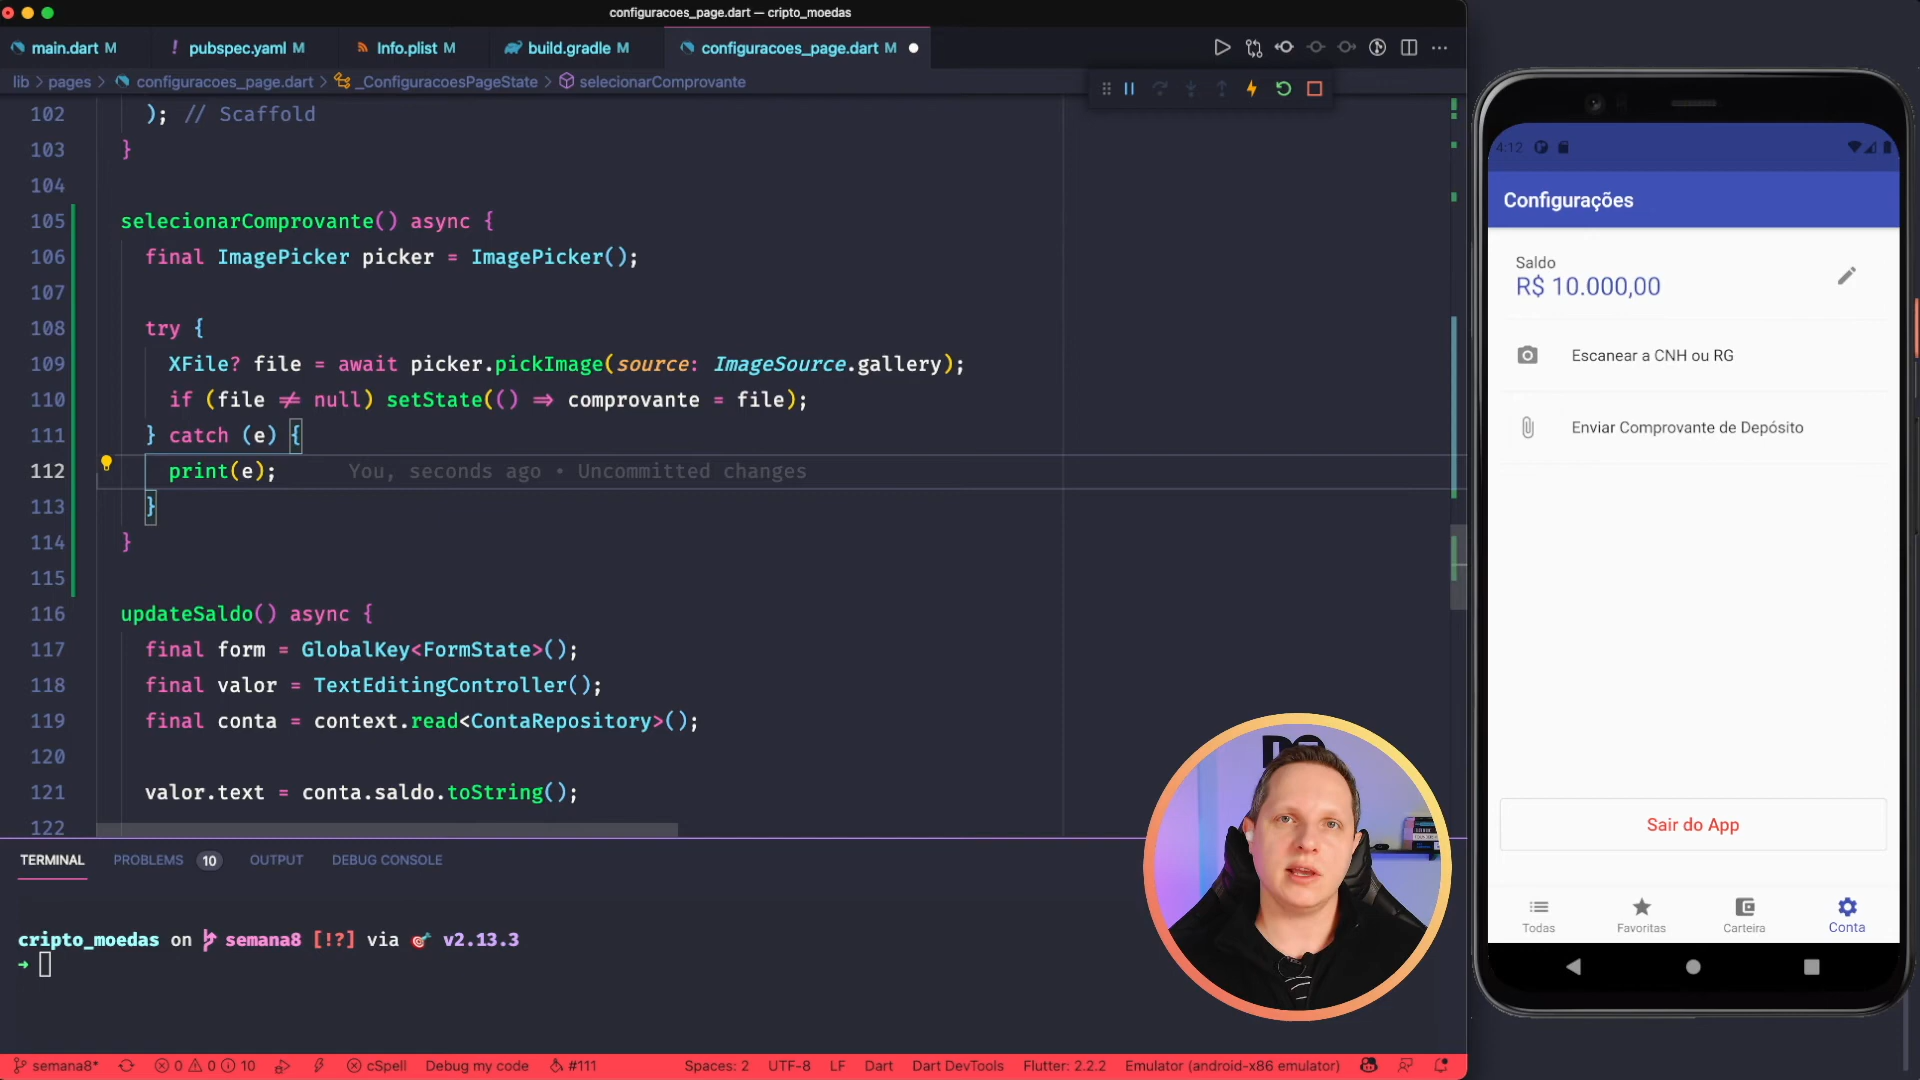 configuracoes_page.dart — cripto_moedas
main.dart M
pubspec.yaml M
Info.plist M
build.gradle M
configuracoes_page.dart M
lib > pages > configuracoes_page.dart > _ConfiguracoesPageState > selecionarComprovante
102 ); // Scaffold
103 }
104
105 selecionarComprovante() async {
106 final ImagePicker picker = ImagePicker();
107
108 try {
109 XFile? file = await picker.pickImage(source: ImageSource.gallery);
110 if (file ≠ null) setState(() ⇒ comprovante = file);
111 } catch (e) {
112 print(e); You, seconds ago • Uncommitted changes
113 }
114 }
115
116 updateSaldo() async {
117 final form = GlobalKey<FormState>();
118 final valor = TextEditingController();
119 final conta = context.read<ContaRepository>();
120
121 valor.text = conta.saldo.toString();
122
TERMINAL PROBLEMS 10 OUTPUT DEBUG CONSOLE
cripto_moedas on semana8 [!?] via v2.13.3
semana8* 0 0 10 cSpell Debug my code #111 Spaces: 2 UTF-8 LF Dart Dart DevTools Flutter: 2.2.2 Emulator (android-x86 emulator)
4:12
Configurações
Saldo
R$ 10.000,00
Escanear a CNH ou RG
Enviar Comprovante de Depósito
Sair do App
Todas
Favoritas
Carteira
Conta